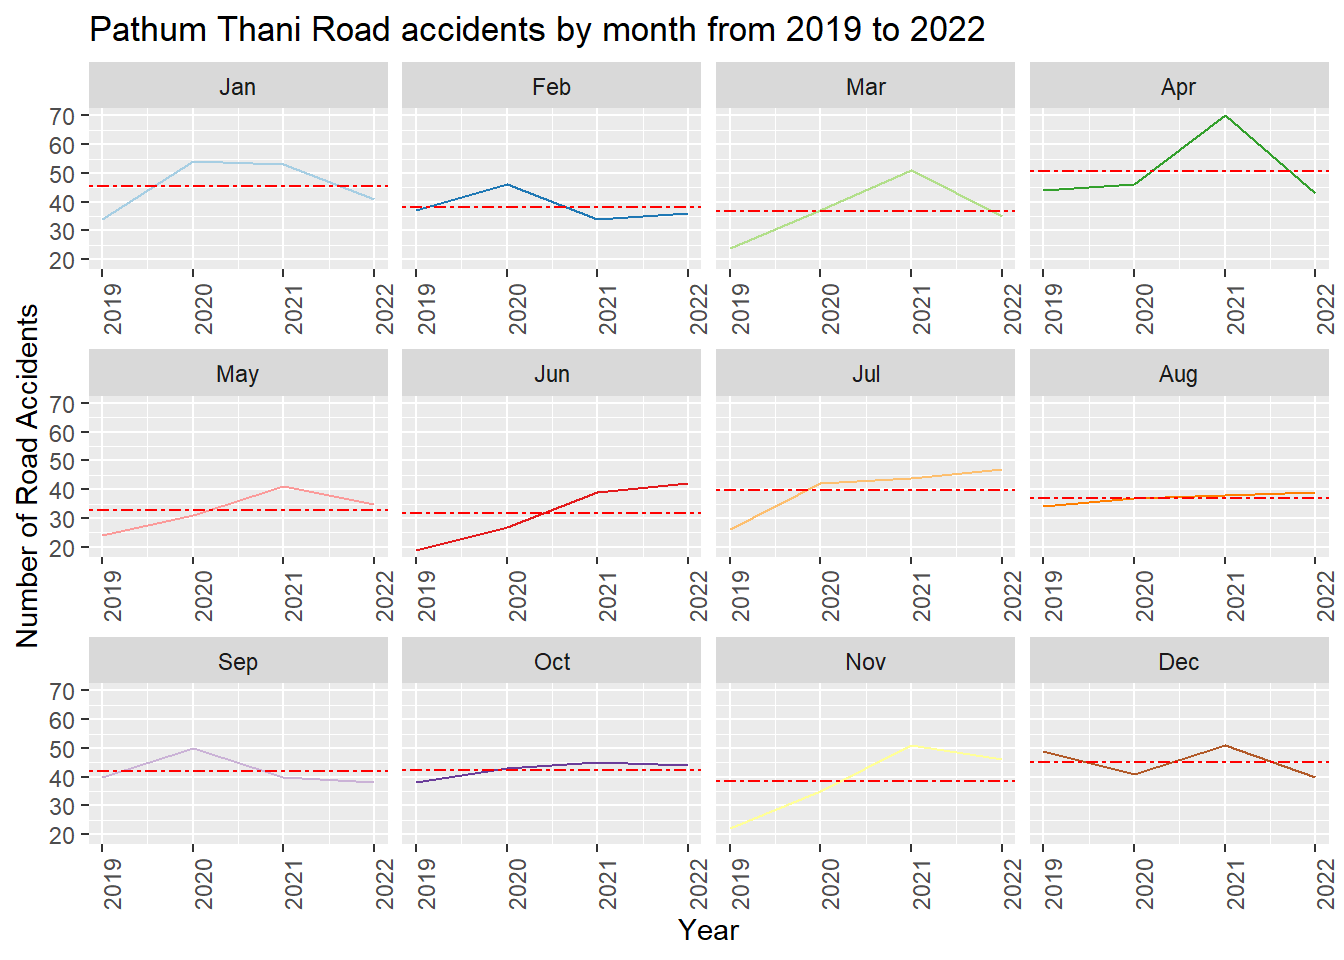 Pathum Thani Road accidents by month from 2019 to 2022
Number of Road Accidents
Jan Feb Mar Apr
70
60
50
40
30
20
2019 2020 2021 2022 2019 2020 2021 2022 2019 2020 2021 2022 2019 2020 2021 2022
May Jun Jul Aug
70
60
50
40
30
20
2019 2020 2021 2022 2019 2020 2021 2022 2019 2020 2021 2022 2019 2020 2021 2022
Sep Oct Nov Dec
70
60
50
40
30
20
2019 2020 2021 2022 2019 2020 2021 2022 2019 2020 2021 2022 2019 2020 2021 2022
Year